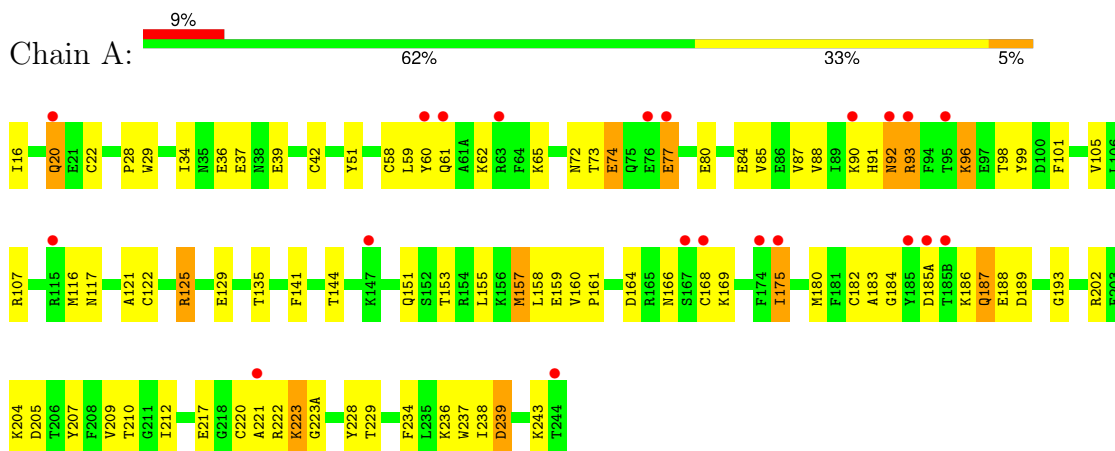 9%
Chain A:
62% 33% 5%
I16 Q20 E21 C22 P28 W29 I34 N35 E36 E37 N38 E39 C42 Y51 C58 L59 Y60 Q61 A61A K62 R63 F64 K65 N72 T73 E74 Q75 E76 E77 E80 E84 V85 E86 V87 V88 I89 K90 H91 N92 R93 F94 T95 K96 E97 T98 Y99 D100 F101 V105 L106
R107 R115 M116 N117 A121 C122 R125 E129 T135 F141 T144 K147 Q151 S152 T153 R154 L155 K156 M157 L158 E159 V160 P161 D164 R165 N166 S167 C168 K169 F174 I175 M180 F181 C182 A183 G184 Y185 D185A T185B K186 Q187 E188 D189 G193 R202 F203
K204 D205 T206 Y207 F208 V209 T210 G211 I212 E217 G218 C220 A221 R222 K223 G223A Y228 T229 F234 L235 K236 W237 I238 D239 K243 T244